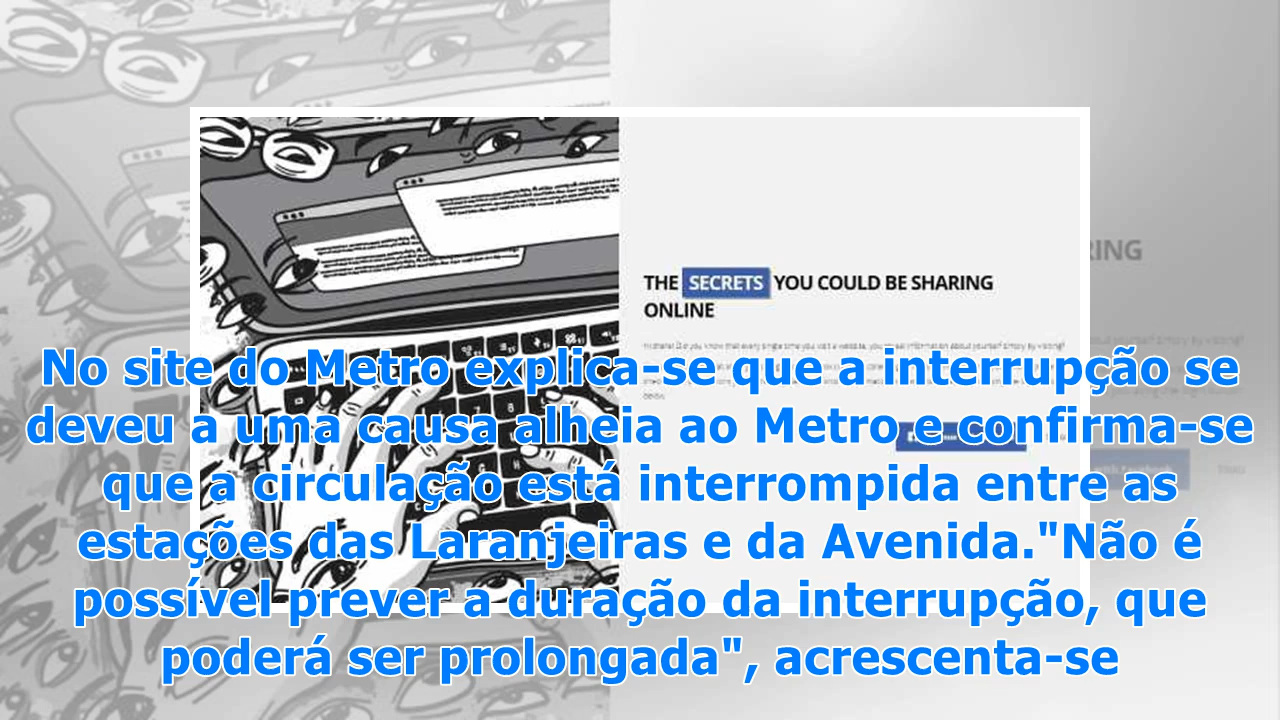 THE SECRETS YOU COULD BE SHARING
ONLINE
RING
No site do Metro explica-se que a interrupção se
deveu a uma causa alheia ao Metro e confirma-se
que a circulação está interrompida entre as
estações das Laranjeiras e da Avenida."Não é
possível prever a duração da interrupção, que
poderá ser prolongada", acrescenta-se